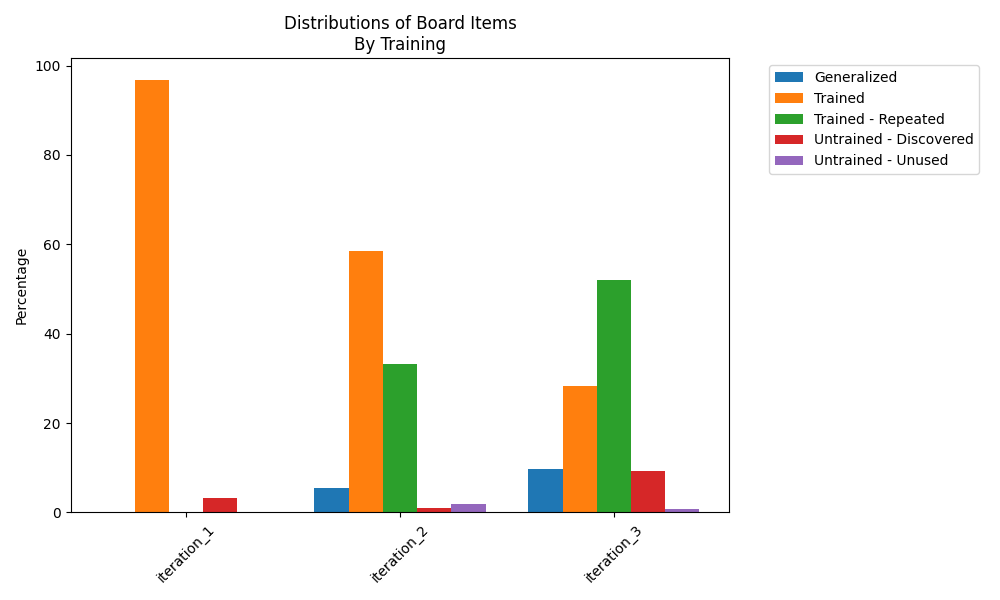 Distributions of Board Items
By Training
100
80
60
40
20
0
Percentage
iteration_1
iteration_2
iteration_3
Generalized
Trained
Trained - Repeated
Untrained - Discovered
Untrained - Unused